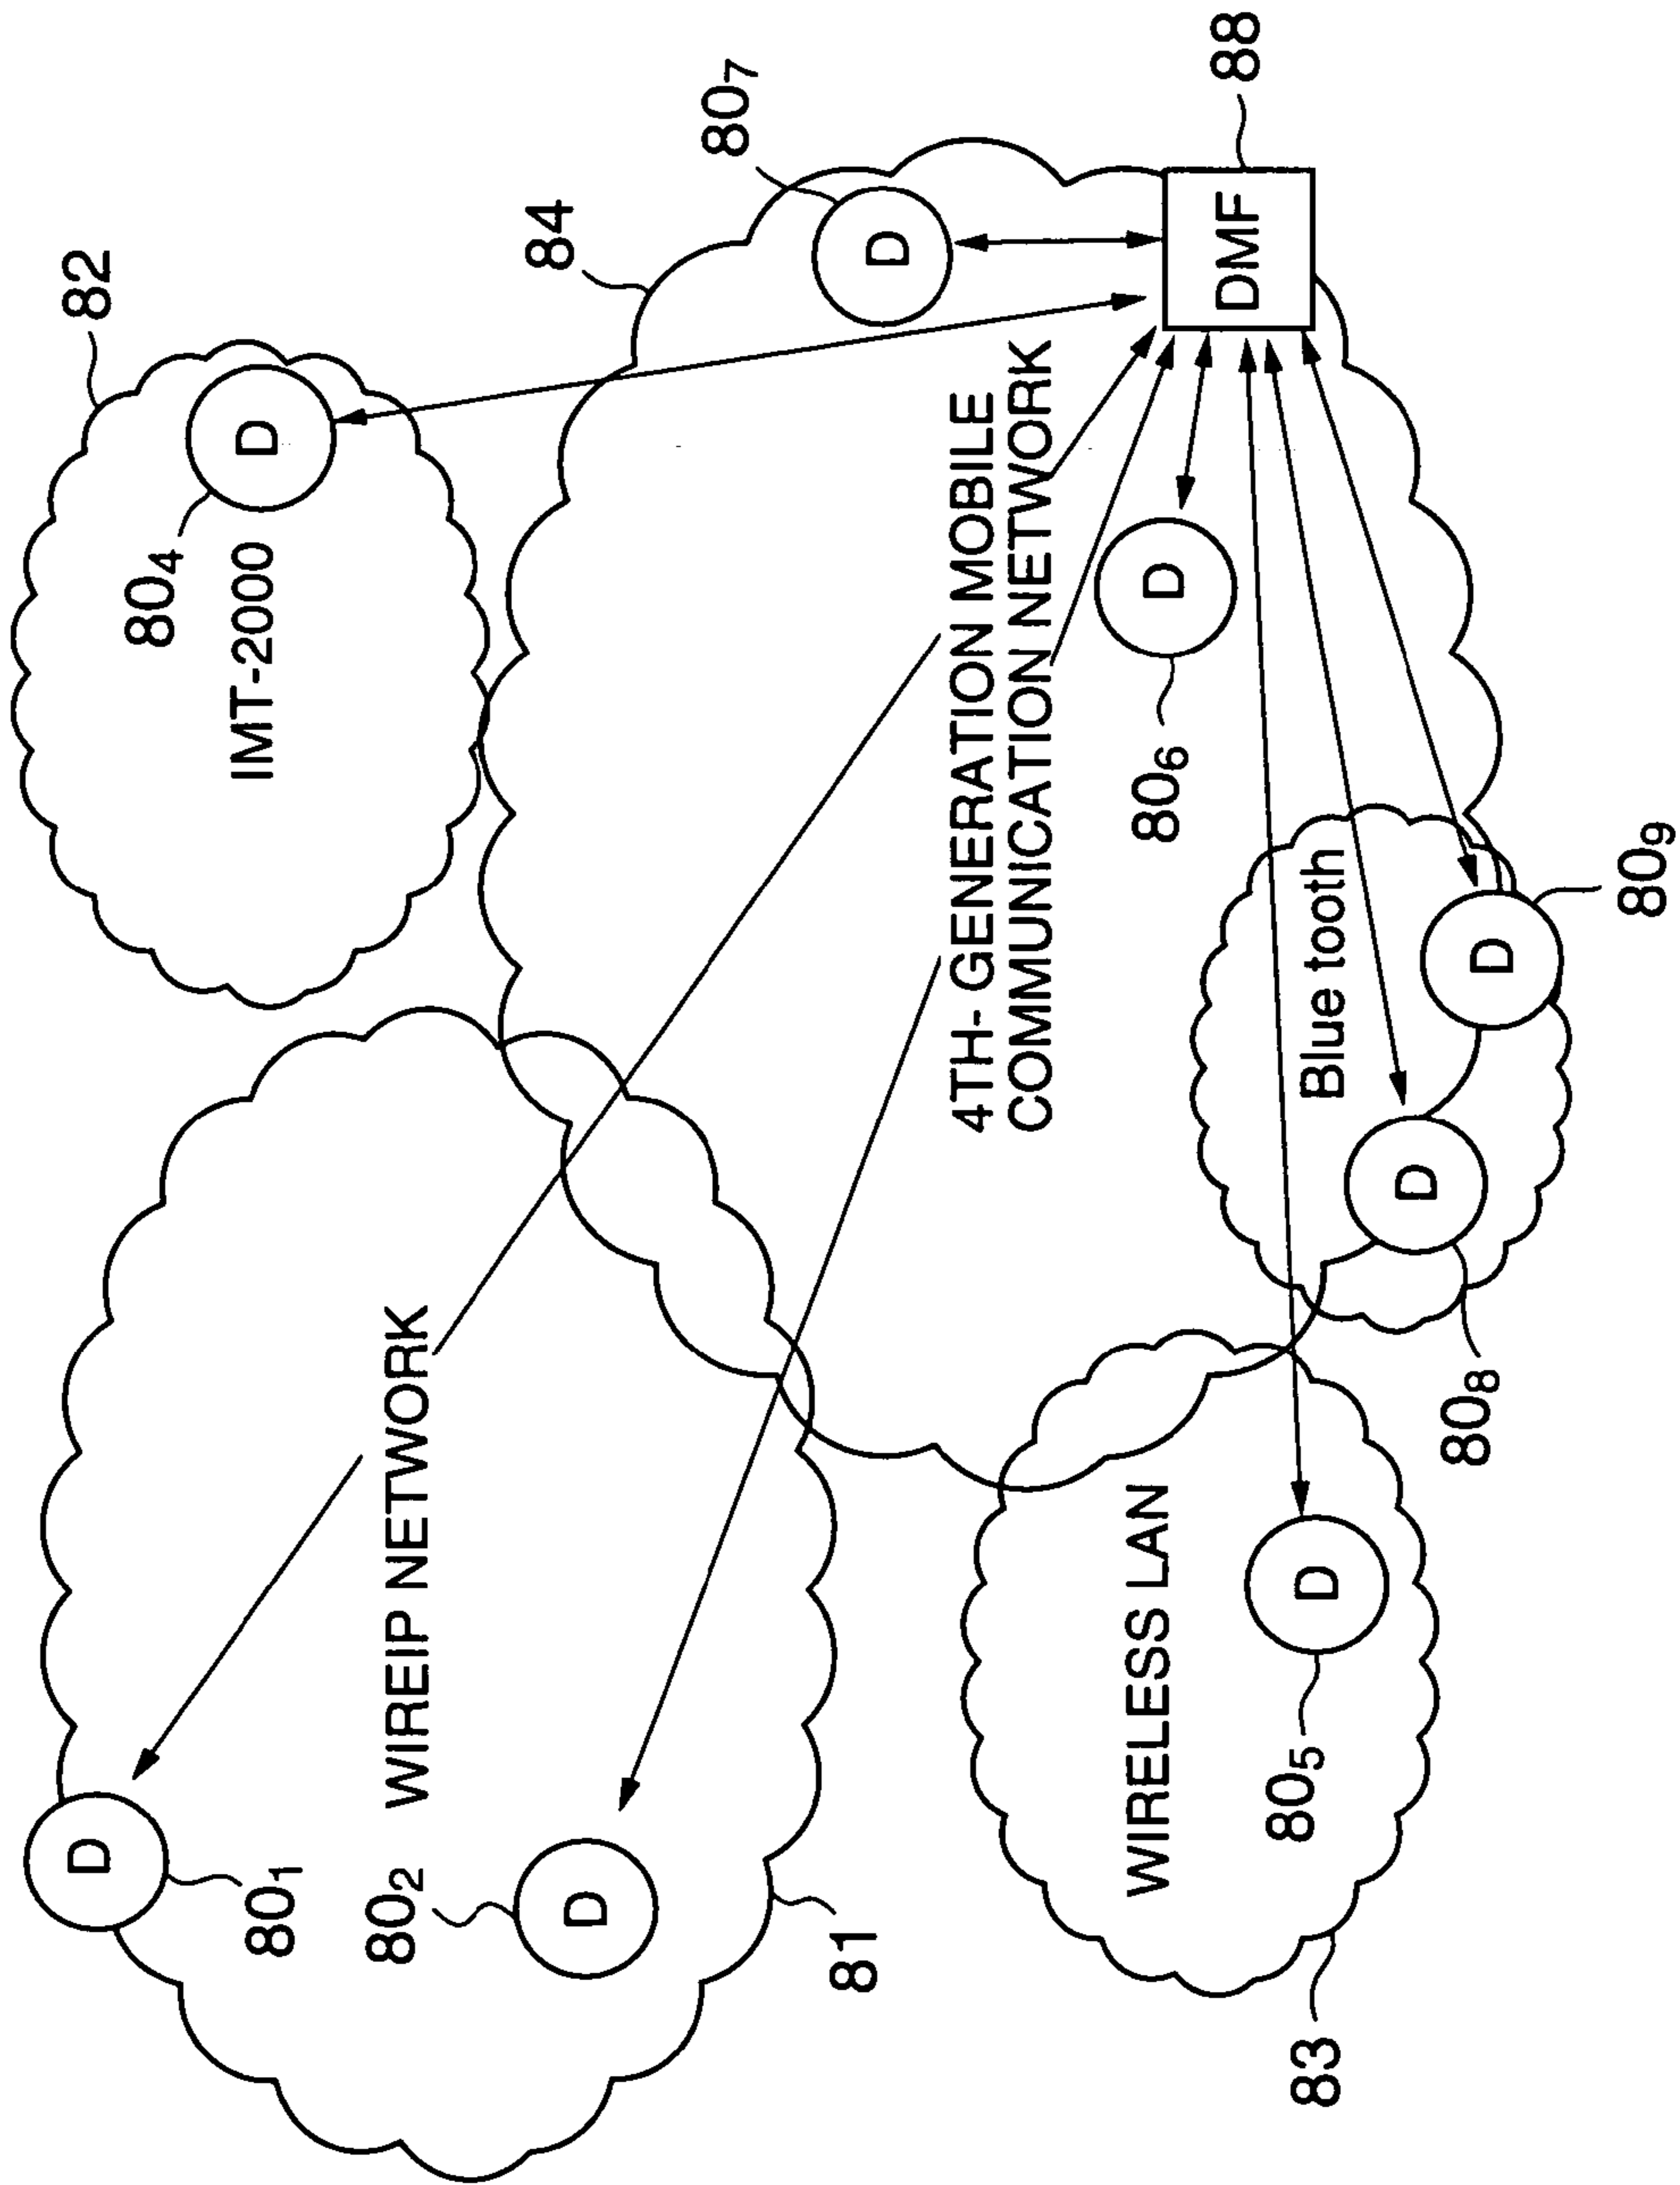 82
80₄
D
IMT-2000
84
80₇
D
88
DMF
4TH- GENERATION MOBILE
COMMUNICATION NETWORK
D
80₆
WIREIP NETWORK
D
80₁
80₂
D
81
WIRELESS LAN
D
80₅
83
Blue tooth
D
80₈
D
80₉